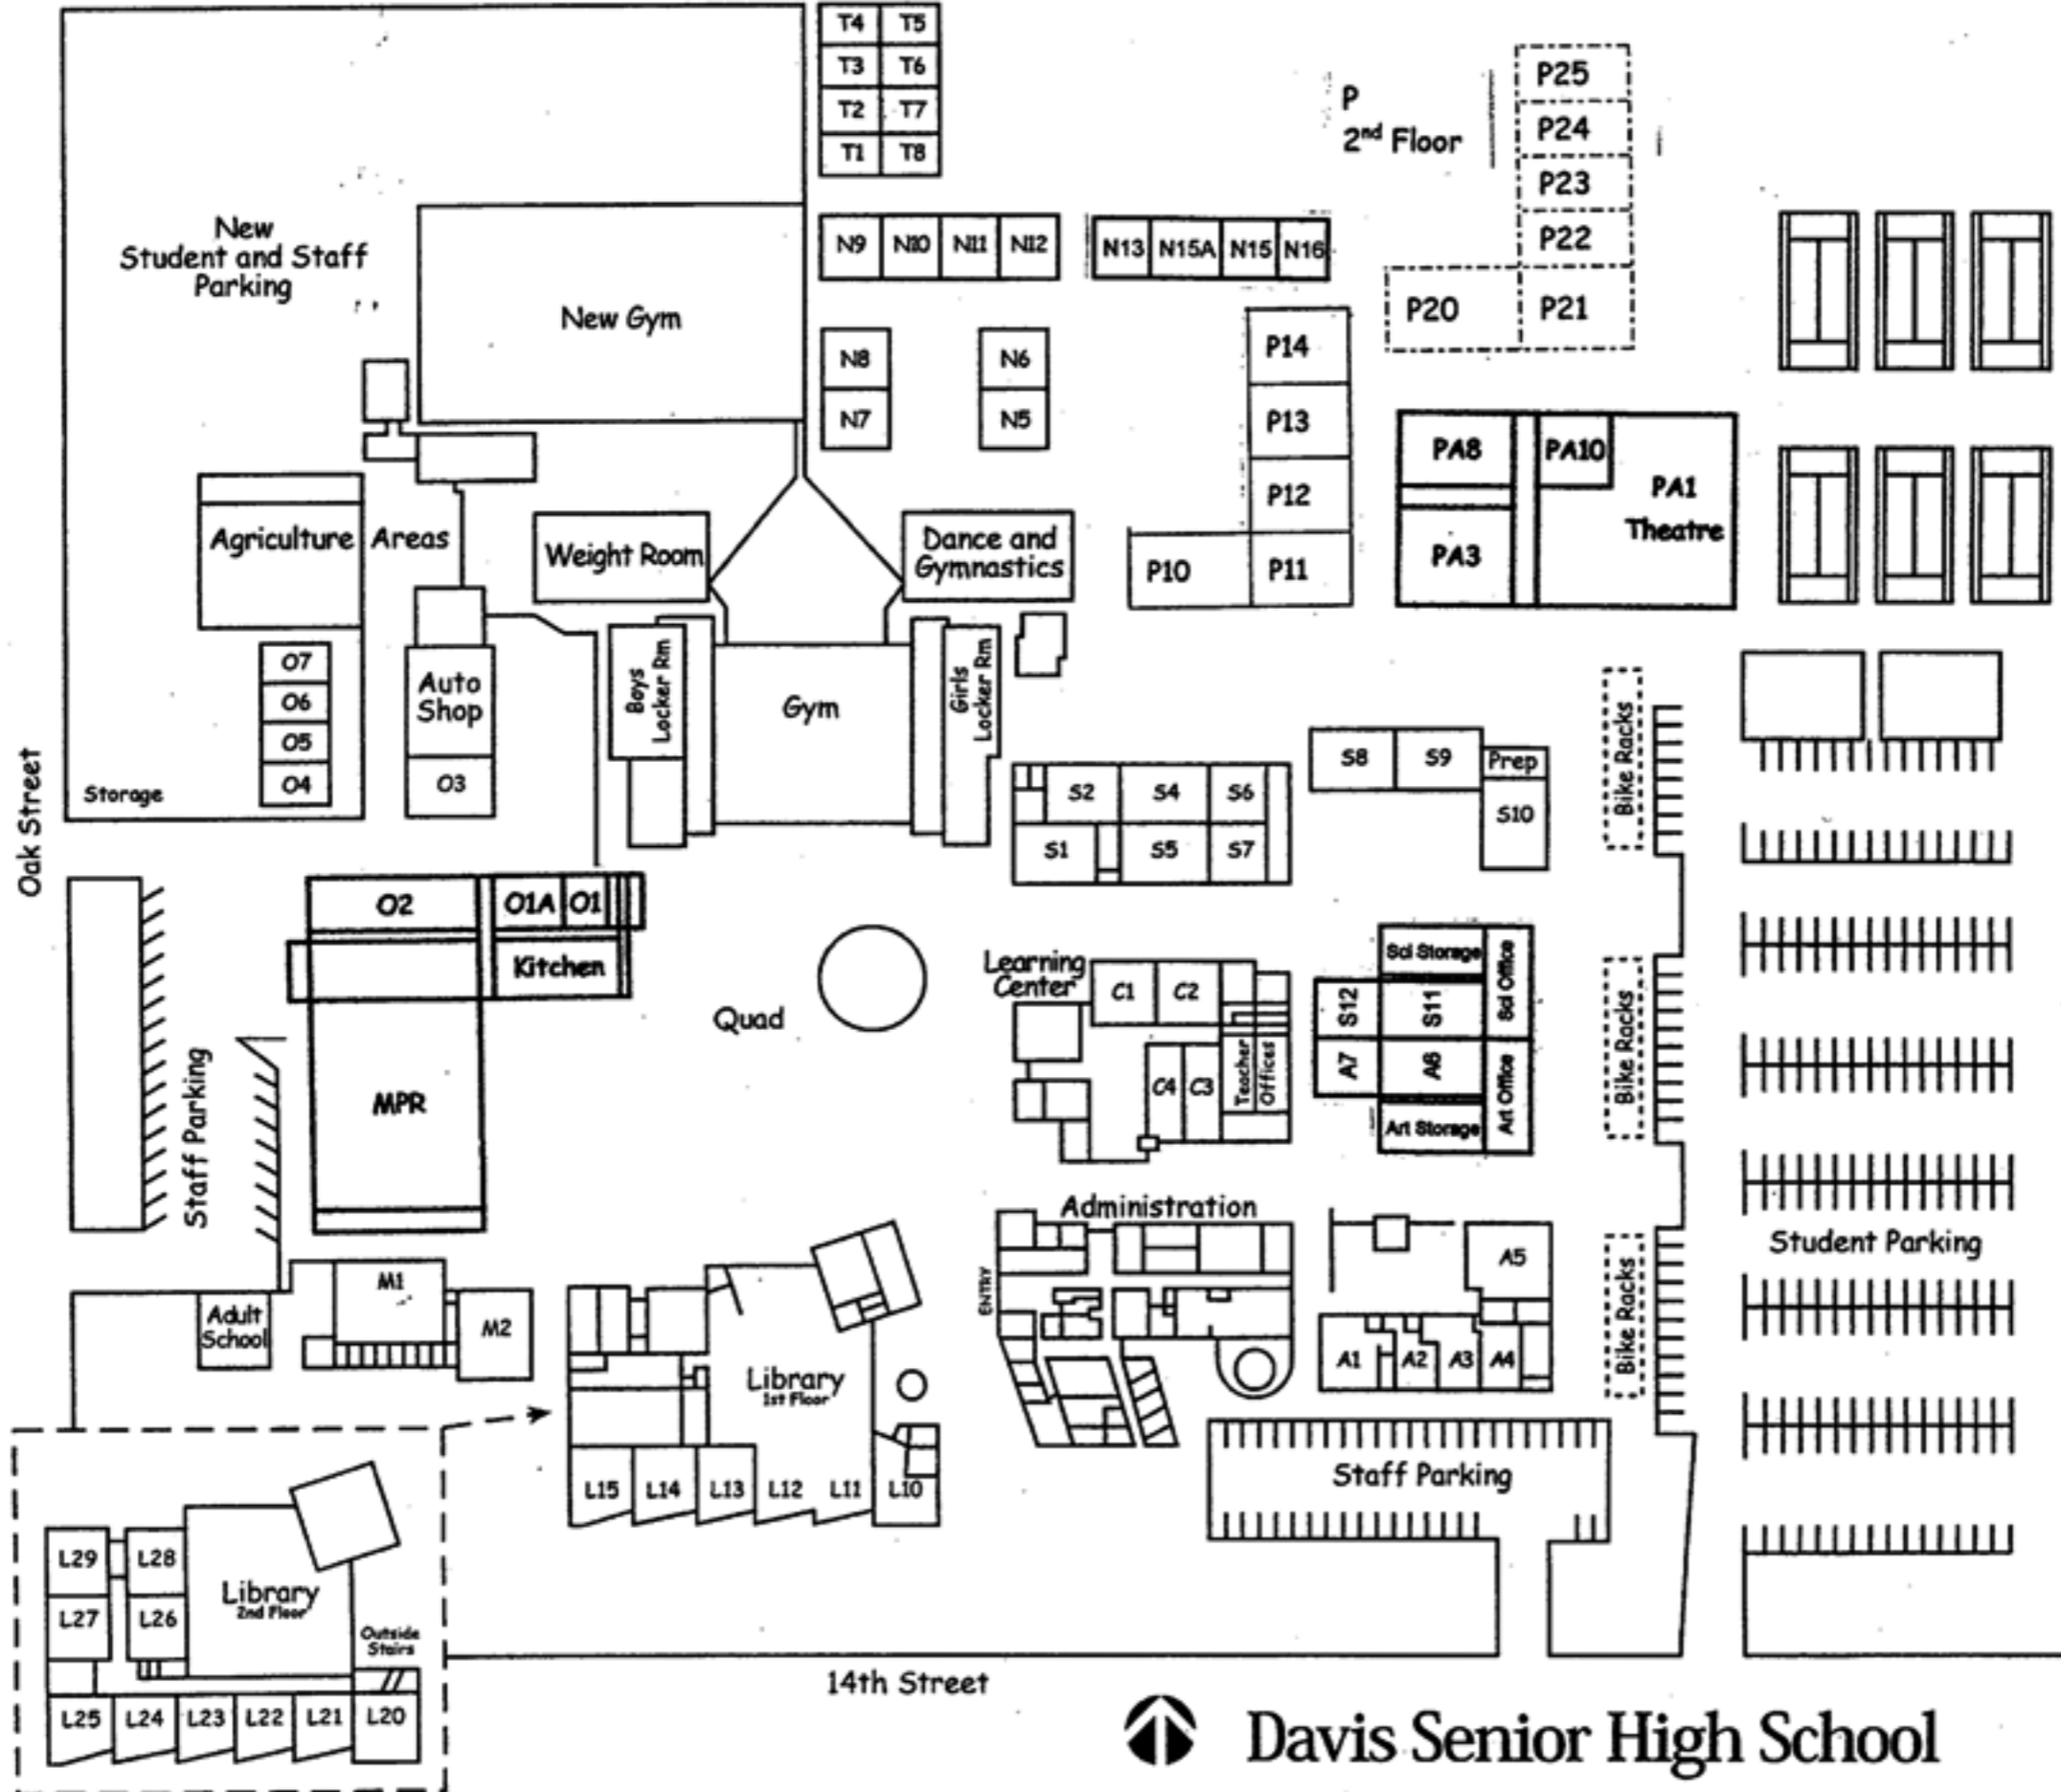 T4 T5
T3 T6
T2 T7
T1 T8
P
2nd Floor
P25
P24
P23
P22
P20 P21
New
Student and Staff
Parking
New Gym
N9 N10 N11 N12
N13 N15A N15 N16
N8
N7
N6
N5
P14
P13
P12
P10 P11
PA8
PA10
PA1
Theatre
PA3
Agriculture Areas
Weight Room
Dance and
Gymnastics
O7
O6
O5
O4
Storage
Auto
Shop
O3
Boys
Locker Rm
Gym
Girls
Locker Rm
Oak Street
S2 S4 S6
S1 S5 S7
S8 S9 Prep
S10
Bike Racks
O2 O1A O1
Kitchen
MPR
Staff Parking
Quad
Learning
Center
C1 C2
C4 C3
Teacher
Offices
Sci Storage
Sci Office
S12 S11
A7 A6
Art Storage
Art Office
Bike Racks
Administration
ENTRY
A5
A1 A2 A3 A4
Bike Racks
Student Parking
Staff Parking
M1
M2
Adult
School
Library
1st Floor
L15 L14 L13 L12 L11 L10
L29 L28
L27 L26
Library
2nd Floor
Outside
Stairs
L25 L24 L23 L22 L21 L20
14th Street
Davis Senior High School